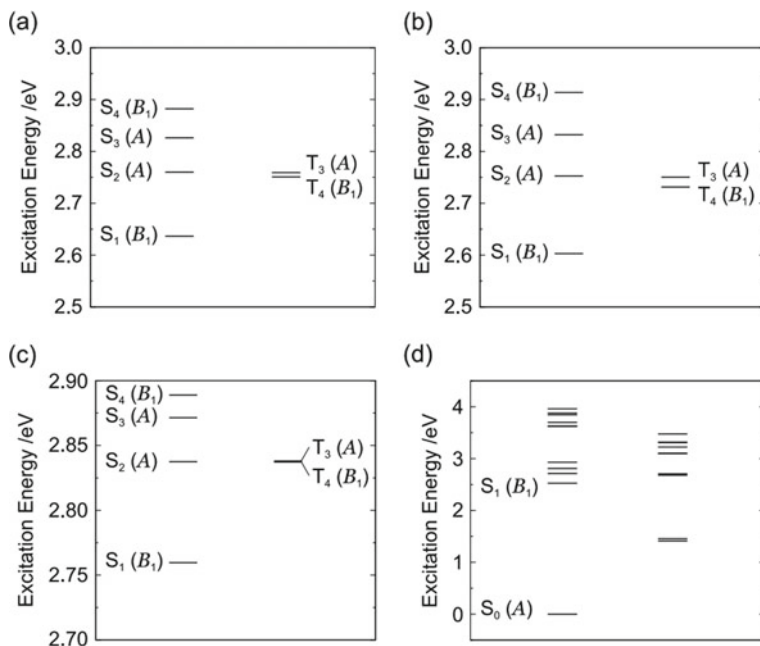 (a)
Excitation Energy /eV
3.0
2.9
2.8
2.7
2.6
2.5
S₄ (B₁)
S₃ (A)
S₂ (A)
S₁ (B₁)
T₃ (A)
T₄ (B₁)
(b)
Excitation Energy /eV
3.0
2.9
2.8
2.7
2.6
2.5
S₄ (B₁)
S₃ (A)
S₂ (A)
S₁ (B₁)
T₃ (A)
T₄ (B₁)
(c)
Excitation Energy /eV
2.90
2.85
2.80
2.75
2.70
S₄ (B₁)
S₃ (A)
S₂ (A)
S₁ (B₁)
T₃ (A)
T₄ (B₁)
(d)
Excitation Energy /eV
4
3
2
1
0
S₁ (B₁)
S₀ (A)